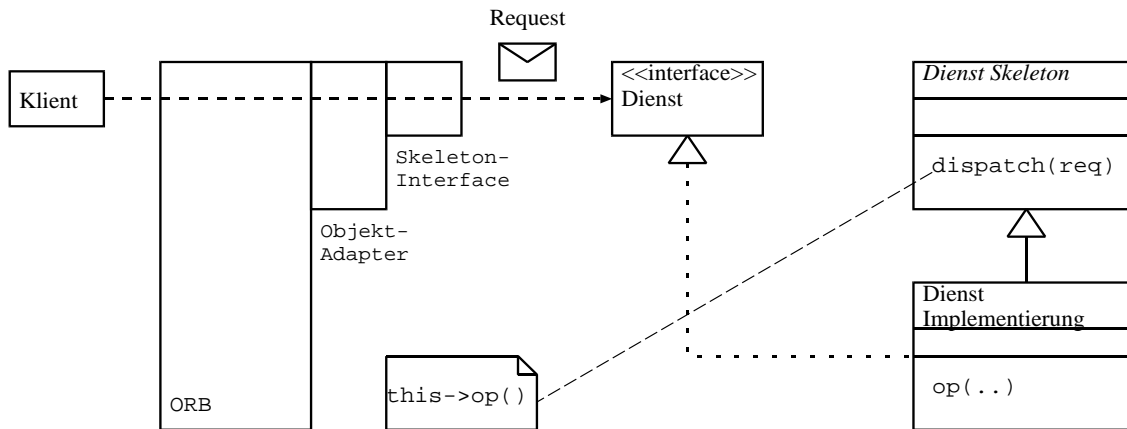 Request
Klient
<<interface>>
Dienst
Dienst Skeleton
Skeleton-
Interface
dispatch(req)
Objekt-
Adapter
Dienst
Implementierung
this->op()
op(..)
ORB